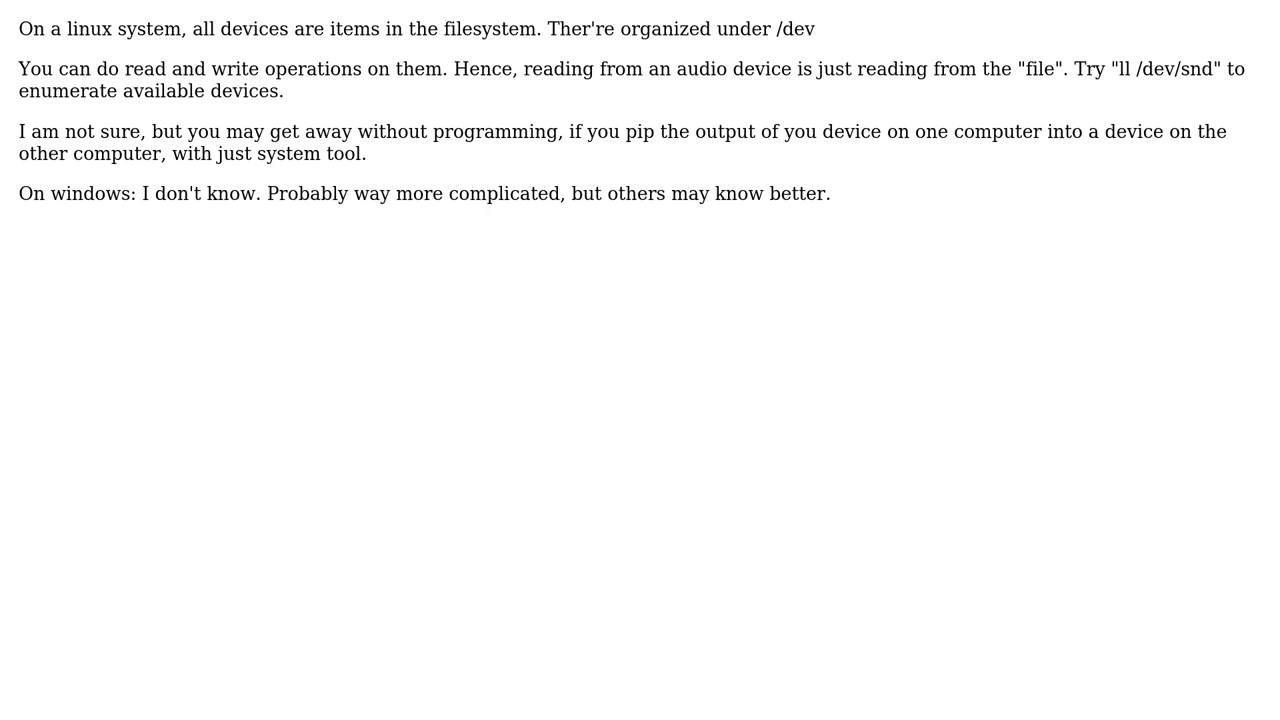 On a linux system, all devices are items in the filesystem. Ther're organized under /dev
You can do read and write operations on them. Hence, reading from an audio device is just reading from the "file". Try "ll /dev/snd" to
enumerate available devices.
I am not sure, but you may get away without programming, if you pip the output of you device on one computer into a device on the
other computer, with just system tool.
On windows: I don't know. Probably way more complicated, but others may know better.